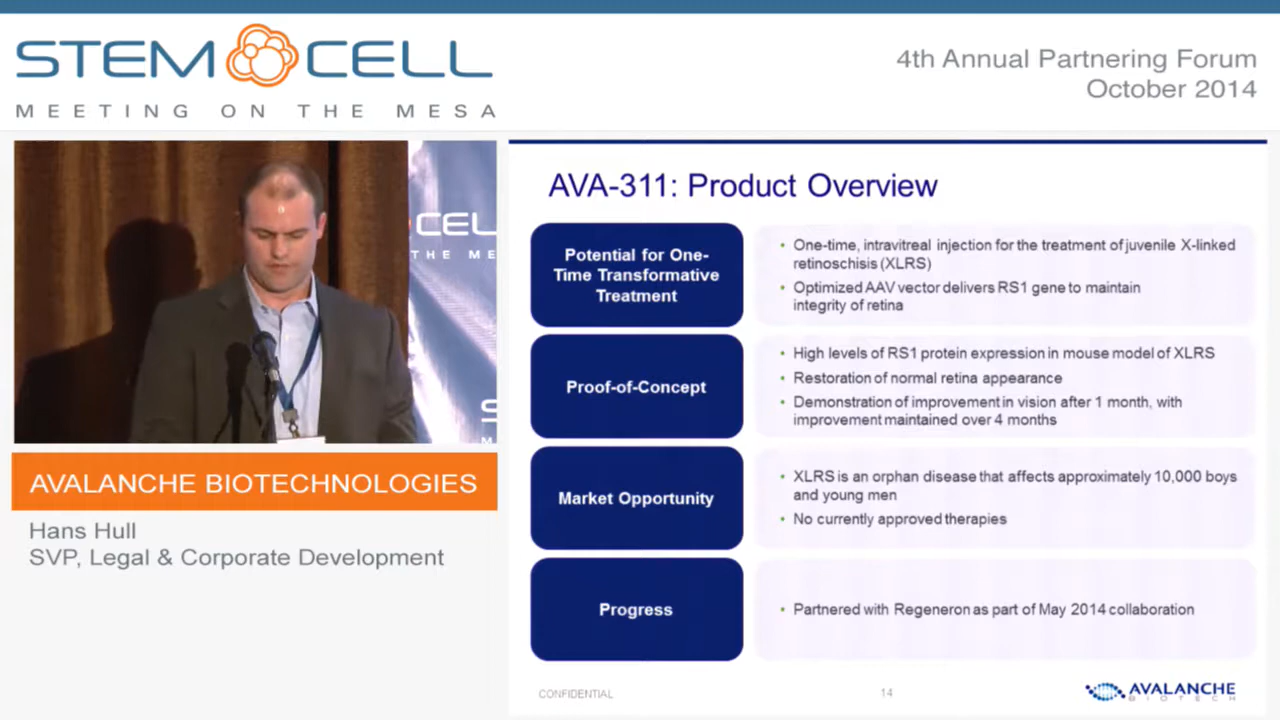 STEM CELL
MEETING ON THE MESA
4th Annual Partnering Forum
October 2014
CEL
THE ME
S
M
AVALANCHE BIOTECHNOLOGIES
Hans Hull
SVP, Legal & Corporate Development
AVA-311: Product Overview
Potential for One-
Time Transformative
Treatment
• One-time, intravitreal injection for the treatment of juvenile X-linked
retinoschisis (XLRS)
• Optimized AAV vector delivers RS1 gene to maintain
integrity of retina
Proof-of-Concept
• High levels of RS1 protein expression in mouse model of XLRS
• Restoration of normal retina appearance
• Demonstration of improvement in vision after 1 month, with
improvement maintained over 4 months
Market Opportunity
• XLRS is an orphan disease that affects approximately 10,000 boys
and young men
• No currently approved therapies
Progress
• Partnered with Regeneron as part of May 2014 collaboration
CONFIDENTIAL
14
AVALANCHE
BIOTECH